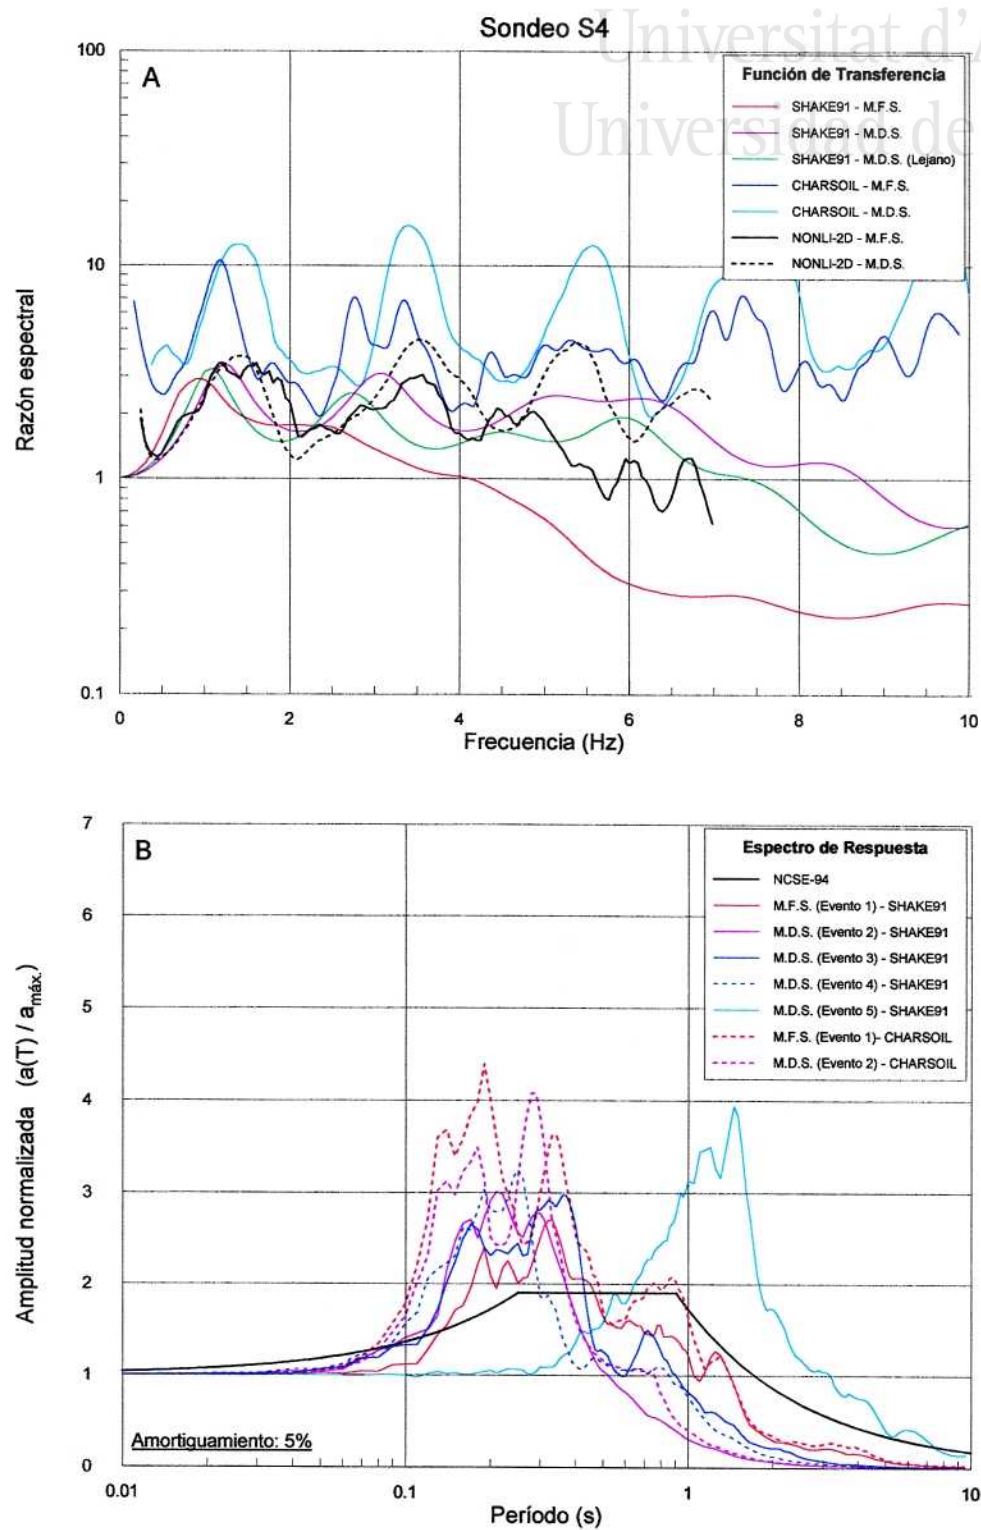 Sondeo S4
Universitat d'
Universidad de
100
10
1
0.1
A
Función de Transferencia
SHAKE91 - M.F.S.
SHAKE91 - M.D.S.
SHAKE91 - M.D.S. (Lejano)
CHARSOIL - M.F.S.
CHARSOIL - M.D.S.
NONLI-2D - M.F.S.
NONLI-2D - M.D.S.
Razón espectral
0 2 4 6 8 10
Frecuencia (Hz)
7
6
5
4
3
2
1
0
B
Espectro de Respuesta
NCSE-94
M.F.S. (Evento 1) - SHAKE91
M.D.S. (Evento 2) - SHAKE91
M.D.S. (Evento 3) - SHAKE91
M.D.S. (Evento 4) - SHAKE91
M.D.S. (Evento 5) - SHAKE91
M.F.S. (Evento 1)- CHARSOIL
M.D.S. (Evento 2) - CHARSOIL
Amplitud normalizada (a(T) / amáx.)
Amortiguamiento: 5%
0.01 0.1 1 10
Período (s)